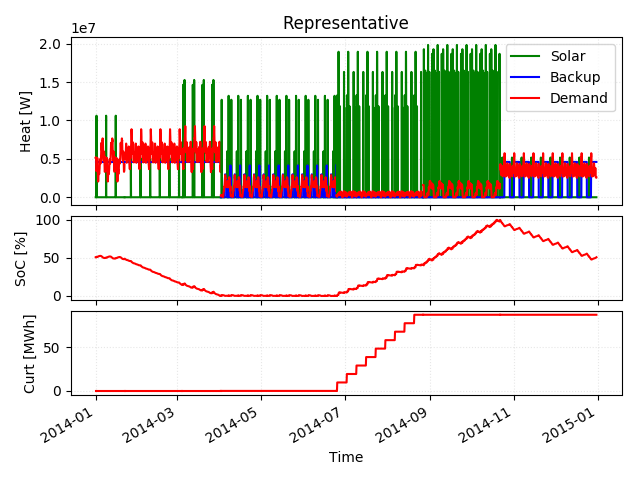 Representative
1e7
Heat [W]
2.0
1.5
1.0
0.5
0.0
Solar
Backup
Demand
SoC [%]
100
50
0
Curt [MWh]
50
0
2014-01
2014-03
2014-05
2014-07
2014-09
2014-11
2015-01
Time